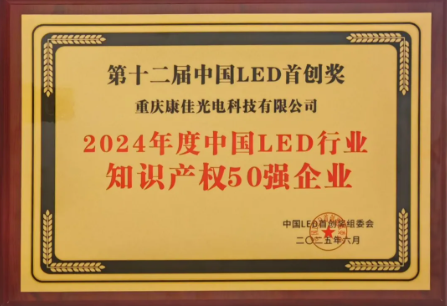 第十二届中国LED首创奖
重庆康佳光电科技有限公司
2024年度中国LED行业
知识产权50强企业
中国LED首创奖组委会
二〇二五年六月